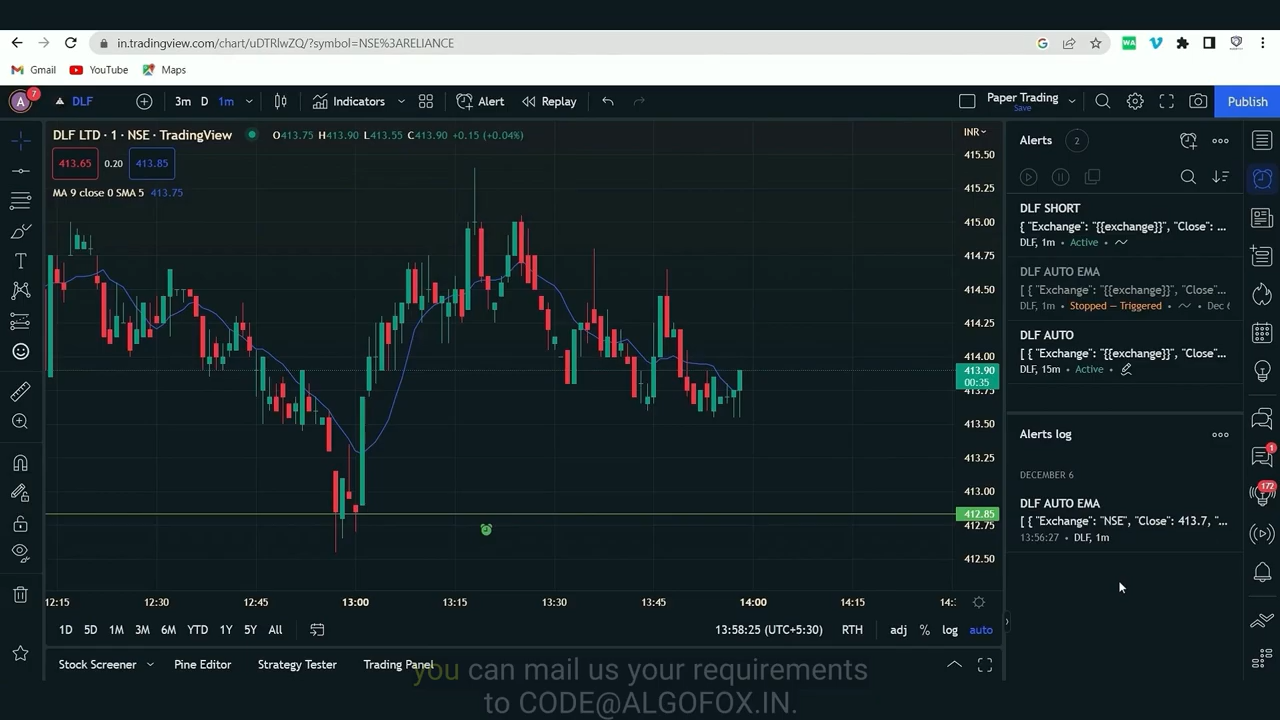 in.tradingview.com/chart/uDTRlwZQ/?symbol=NSE%3ARELIANCE
Gmail YouTube Maps
A 7 DLF 3m D 1m Indicators Alert Replay Paper Trading Save Publish
DLF LTD · 1 · NSE · TradingView O413.75 H413.90 L413.55 C413.90 +0.15 (+0.04%)
413.65 0.20 413.85
MA 9 close 0 SMA 5 413.75
INR
415.50
415.25
415.00
414.75
414.50
414.25
414.00
413.90
00:35
413.75
413.50
413.25
413.00
412.85
412.75
412.50
Alerts 2
DLF SHORT
{ "Exchange": "{{exchange}}", "Close": ...
DLF, 1m • Active •
DLF AUTO EMA
[ { "Exchange": "{{exchange}}", "Close"...
DLF, 1m • Stopped — Triggered • • Dec 6
DLF AUTO
[ { "Exchange": "{{exchange}}", "Close"...
DLF, 15m • Active •
Alerts log
DECEMBER 6
DLF AUTO EMA
[ { "Exchange": "NSE", "Close": 413.7, "...
13:56:27 • DLF, 1m
1
172
12:15 12:30 12:45 13:00 13:15 13:30 13:45 14:00 14:15 14:
1D 5D 1M 3M 6M YTD 1Y 5Y All 13:58:25 (UTC+5:30) RTH adj % log auto
Stock Screener Pine Editor Strategy Tester Trading Panel
you can mail us your requirements
to CODE@ALGOFOX.IN.